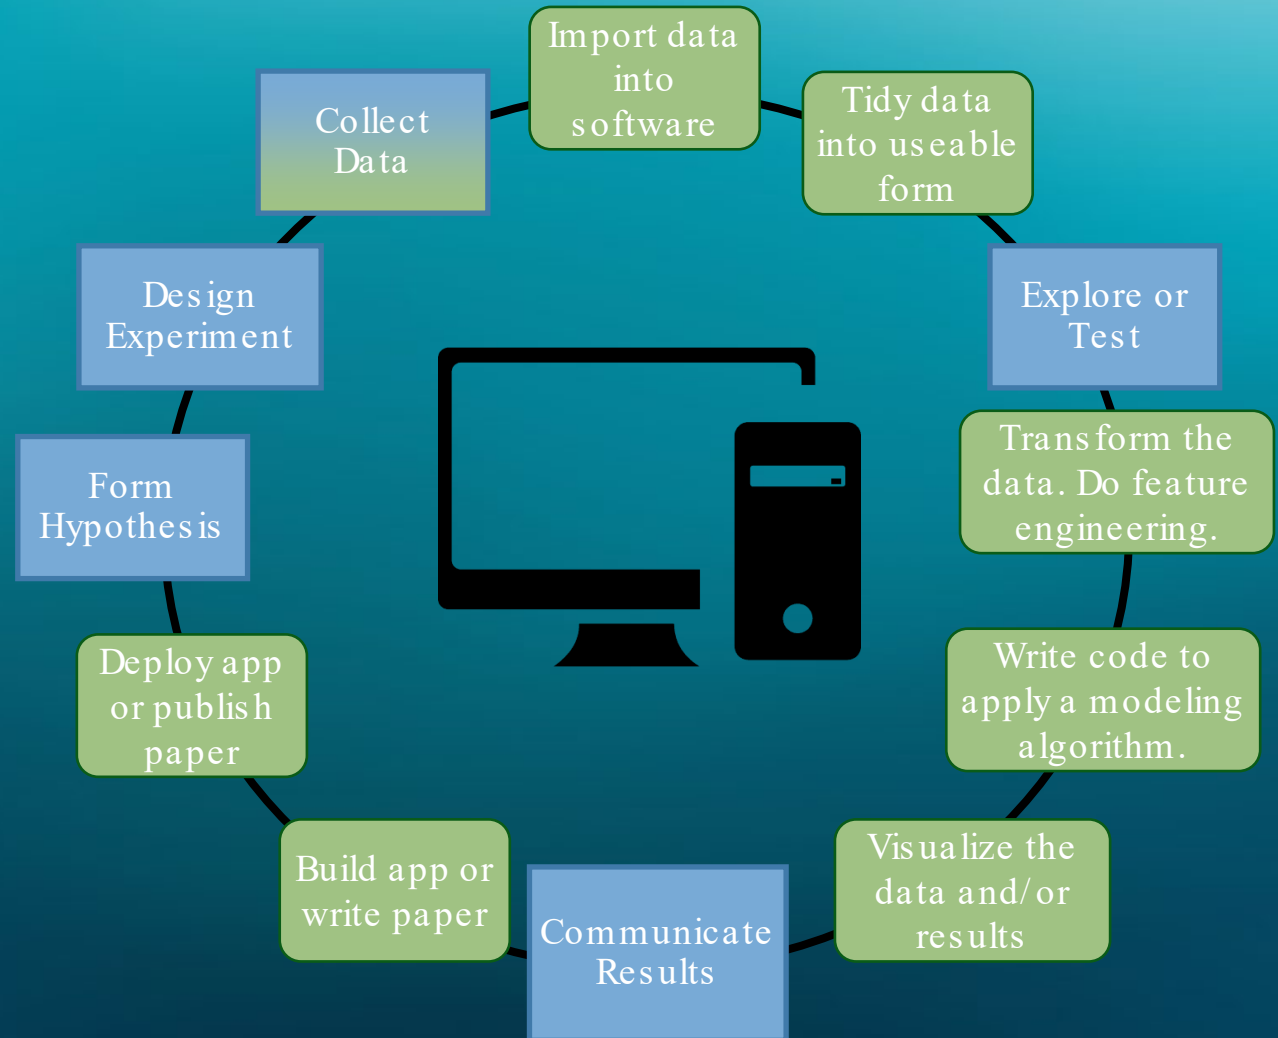 Import data
into
software
Tidy data
into useable
form
Explore or
Test
Transform the
data. Do feature
engineering.
Write code to
apply a modeling
algorithm.
Visualize the
data and/or
results
Communicate
Results
Build app or
write paper
Deploy app
or publish
paper
Form
Hypothesis
Design
Experiment
Collect
Data